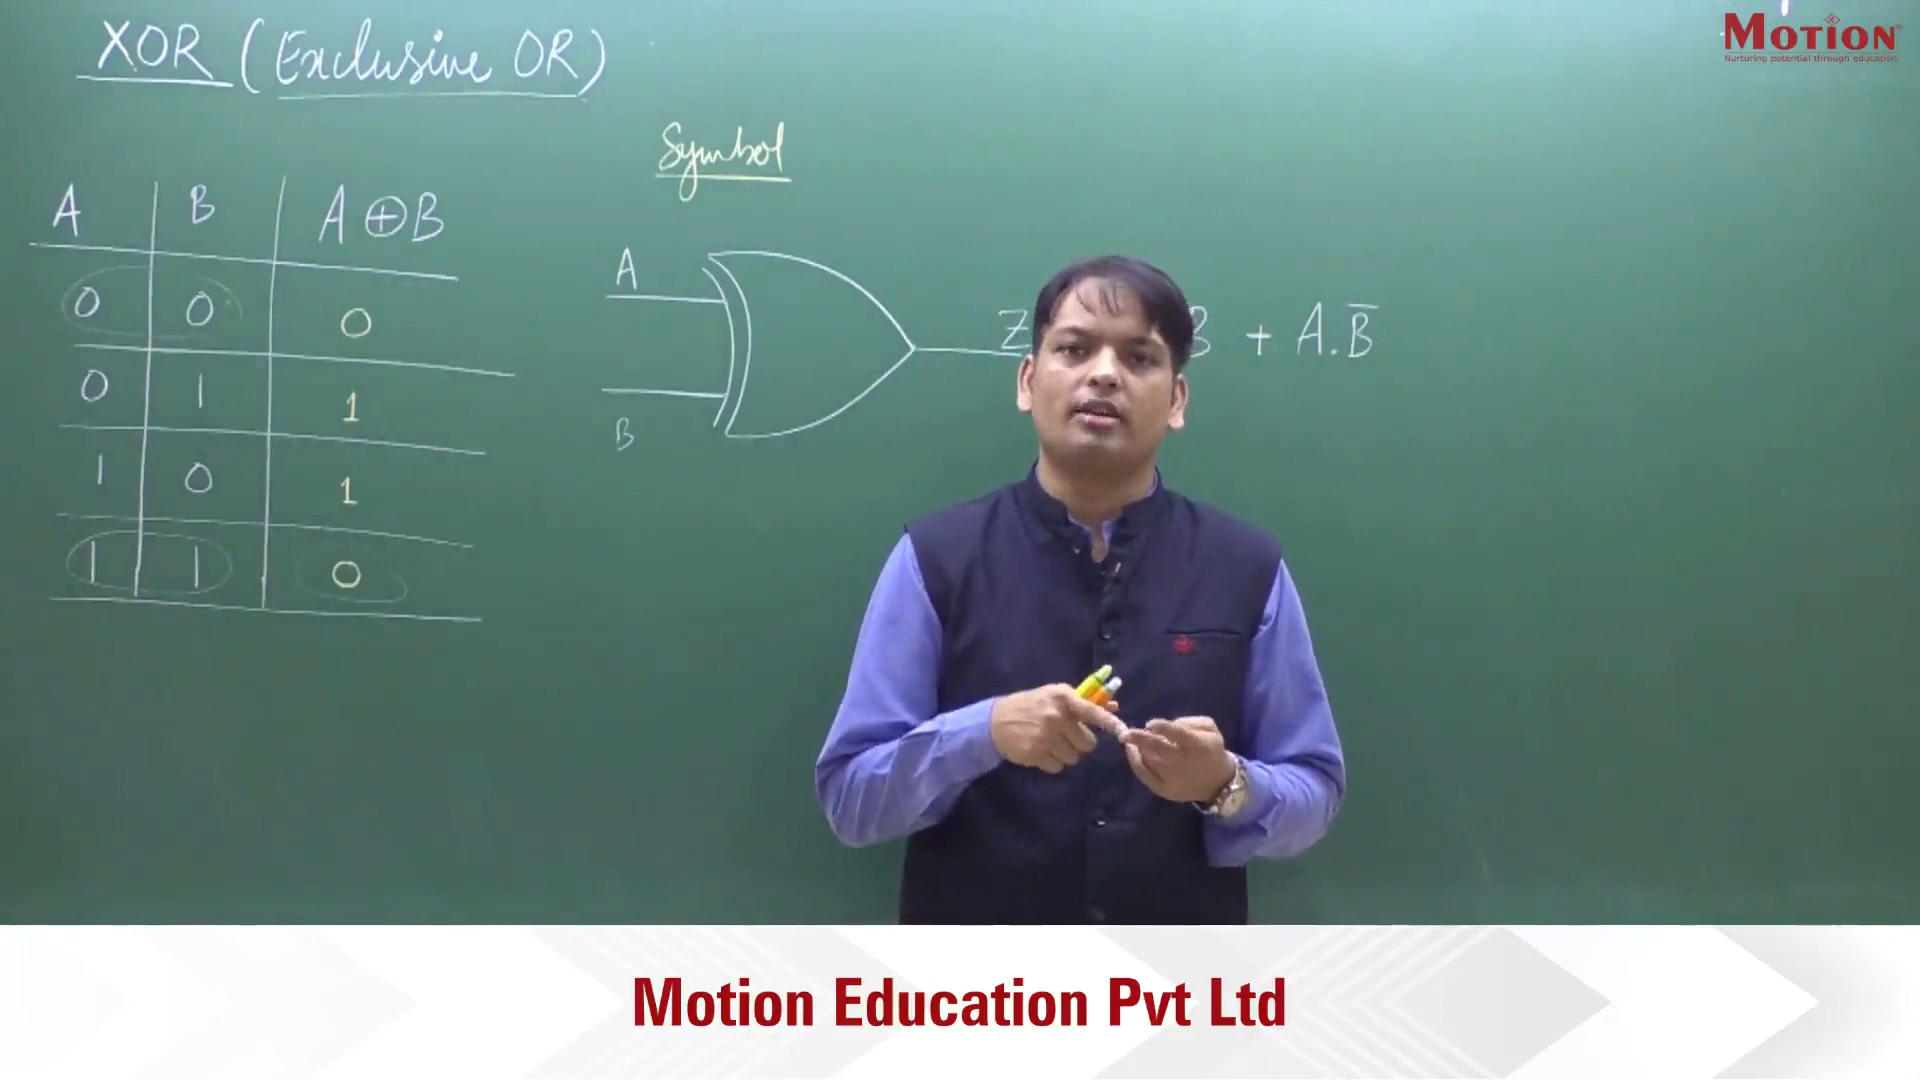 XOR (Exclusive OR)
MOTION
Nurturing potential through education
Symbol
A B A ⊕ B
0 0 0
0 1 1
1 0 1
1 1 0
A
B
Z B + A.B̅
Motion Education Pvt Ltd